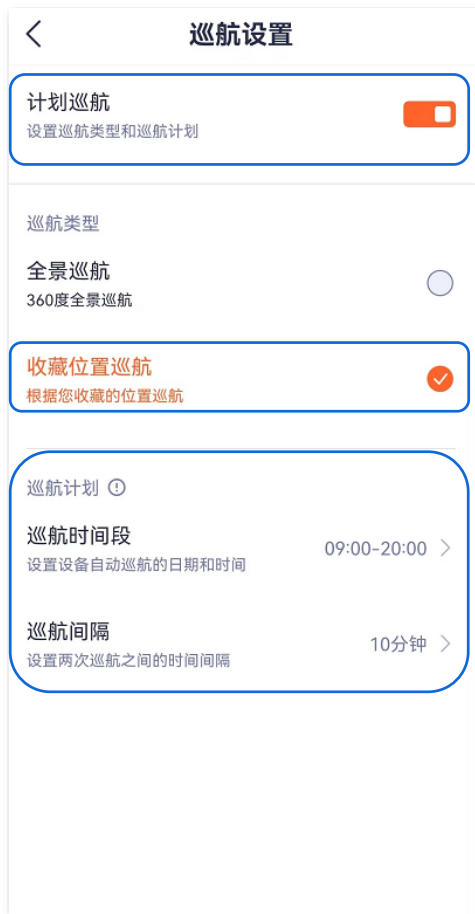 巡航设置
计划巡航
设置巡航类型和巡航计划
巡航类型
全景巡航
360度全景巡航
收藏位置巡航
根据您收藏的位置巡航
巡航计划
巡航时间段
09:00-20:00
设置设备自动巡航的日期和时间
巡航间隔
10分钟
设置两次巡航之间的时间间隔